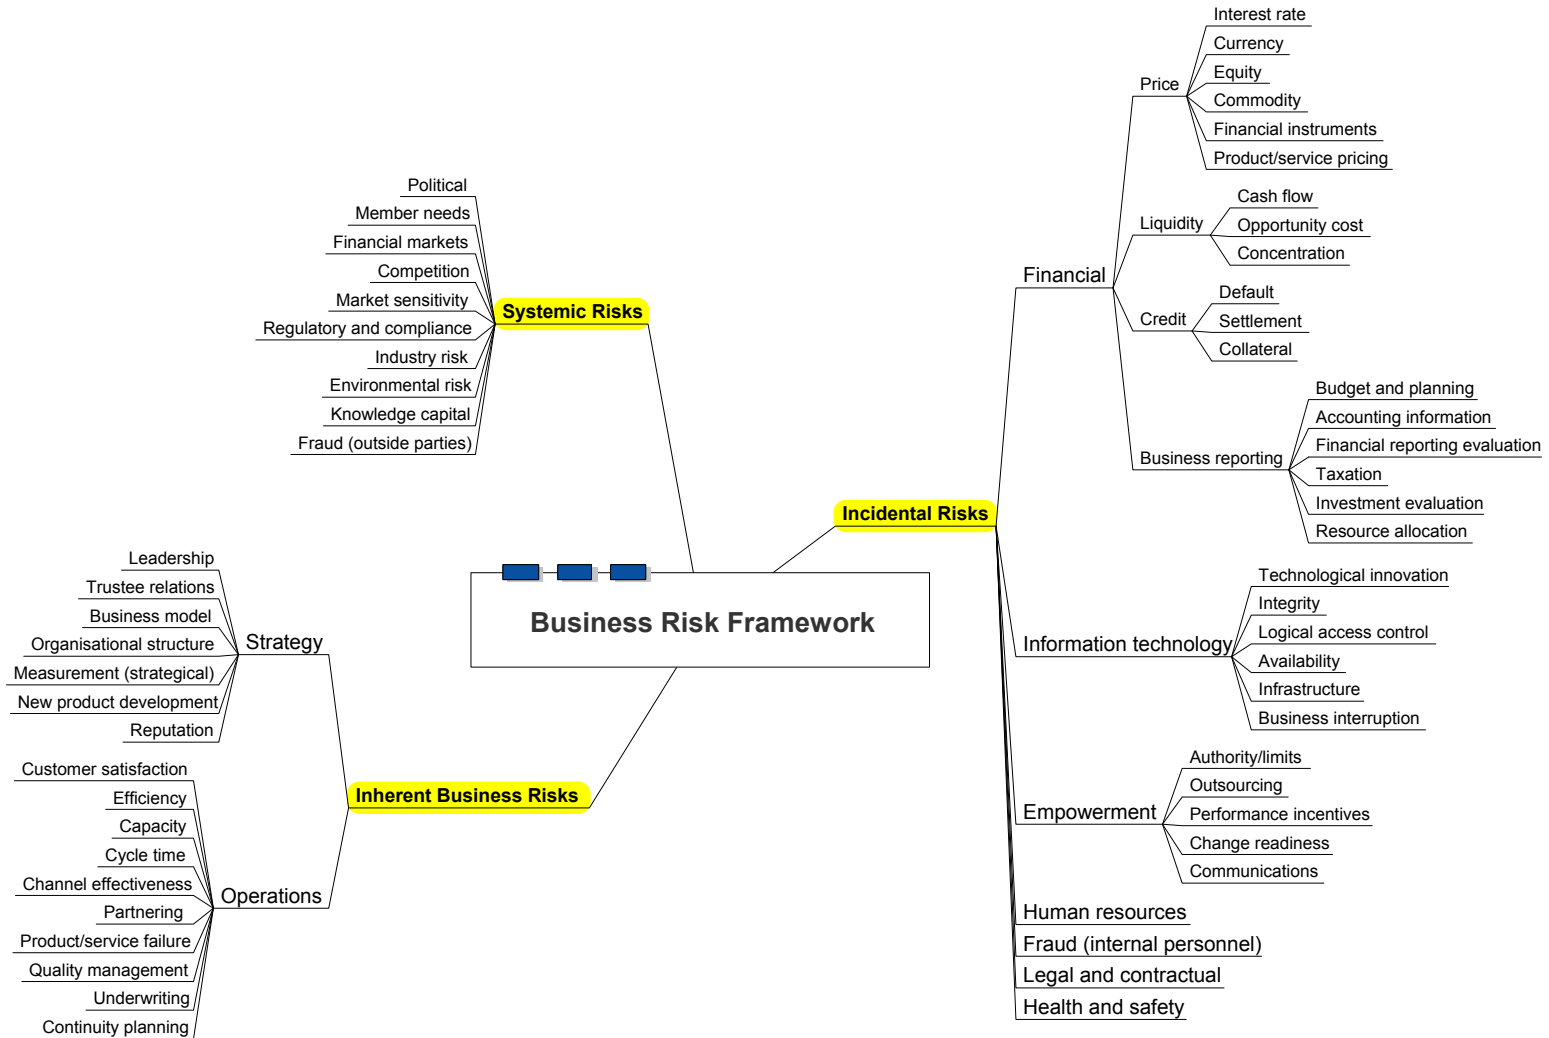 Business Risk Framework
Systemic Risks
Political
Member needs
Financial markets
Competition
Market sensitivity
Regulatory and compliance
Industry risk
Environmental risk
Knowledge capital
Fraud (outside parties)
Incidental Risks
Financial
Price
Interest rate
Currency
Equity
Commodity
Financial instruments
Product/service pricing
Liquidity
Cash flow
Opportunity cost
Concentration
Credit
Default
Settlement
Collateral
Business reporting
Budget and planning
Accounting information
Financial reporting evaluation
Taxation
Investment evaluation
Resource allocation
Information technology
Technological innovation
Integrity
Logical access control
Availability
Infrastructure
Business interruption
Empowerment
Authority/limits
Outsourcing
Performance incentives
Change readiness
Communications
Human resources
Fraud (internal personnel)
Legal and contractual
Health and safety
Inherent Business Risks
Strategy
Leadership
Trustee relations
Business model
Organisational structure
Measurement (strategical)
New product development
Reputation
Operations
Customer satisfaction
Efficiency
Capacity
Cycle time
Channel effectiveness
Partnering
Product/service failure
Quality management
Underwriting
Continuity planning